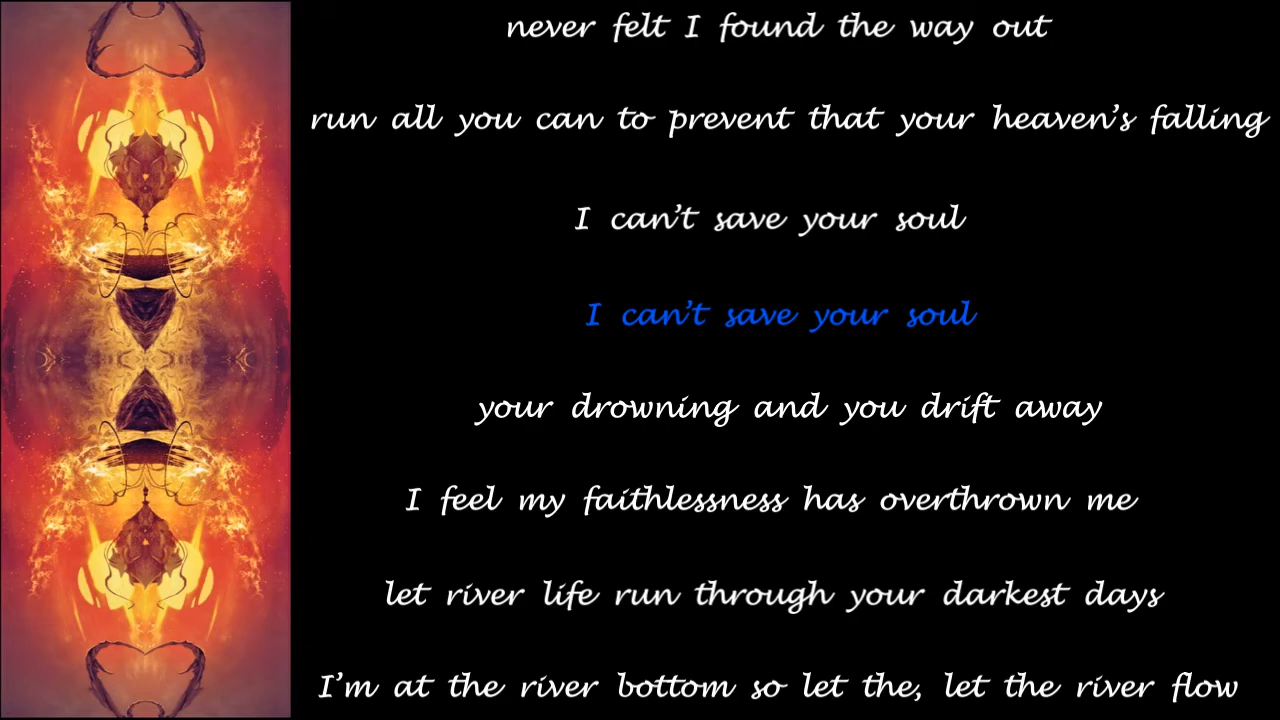 never felt I found the way out
run all you can to prevent that your heaven's falling
I can't save your soul
I can't save your soul
your drowning and you drift away
I feel my faithlessness has overthrown me
let river life run through your darkest days
I'm at the river bottom so let the, let the river flow